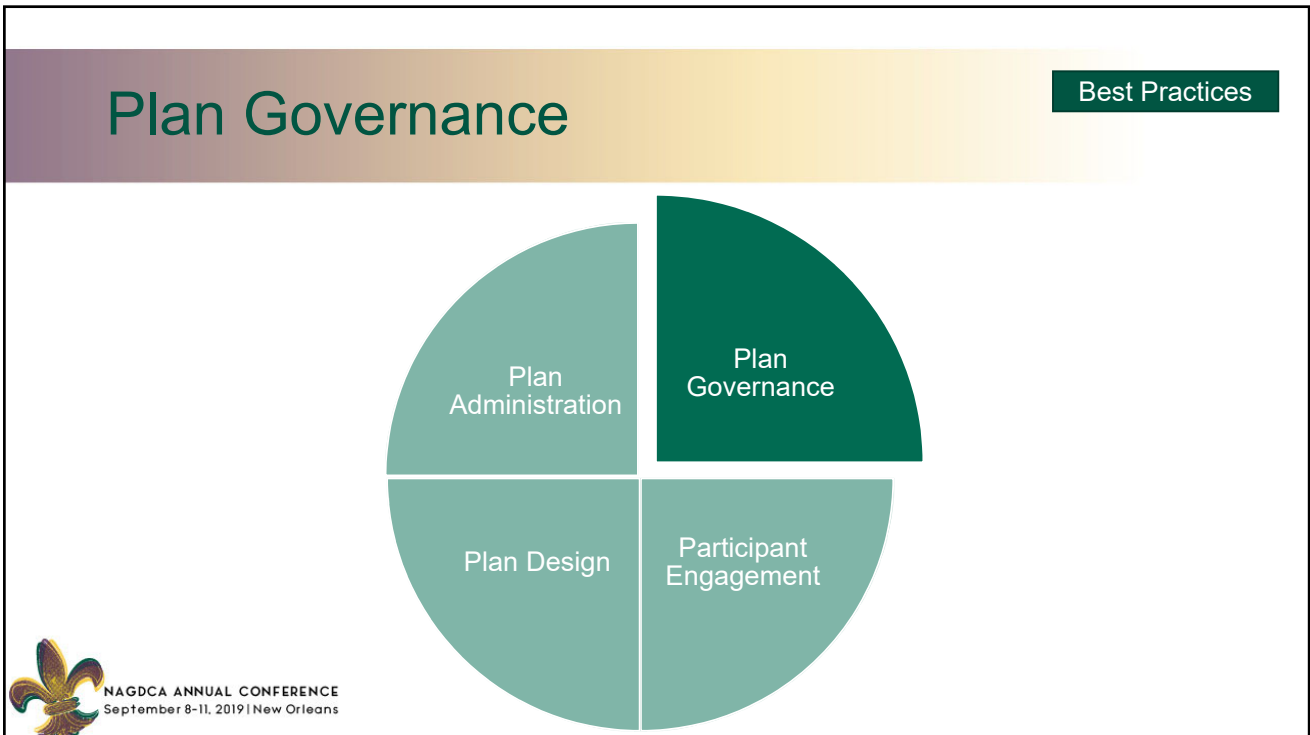 Plan Governance
Best Practices
Plan
Governance
Plan
Administration
Plan Design
Participant
Engagement
NAGDCA ANNUAL CONFERENCE
September 8-11, 2019 | New Orleans